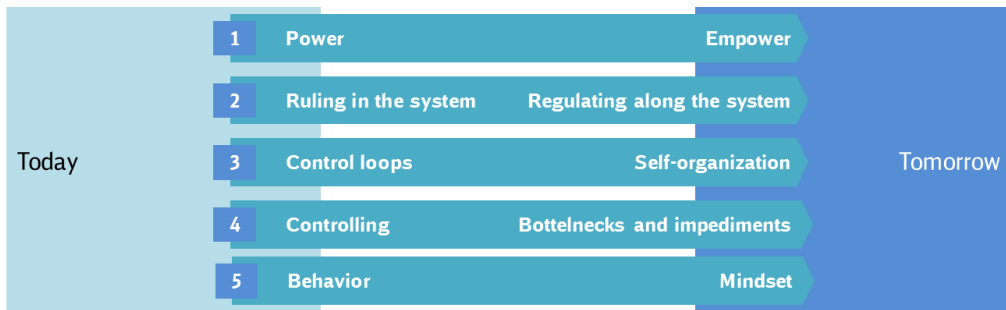 1 Power Empower
2 Ruling in the system Regulating along the system
Today 3 Control loops Self-organization Tomorrow
4 Controlling Bottelnecks and impediments
5 Behavior Mindset